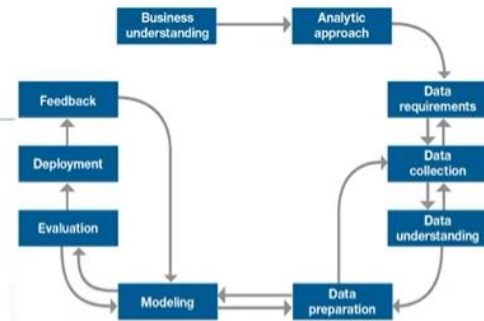 Business
understanding
Analytic
approach
Data
requirements
Data
collection
Data
understanding
Data
preparation
Modeling
Evaluation
Deployment
Feedback